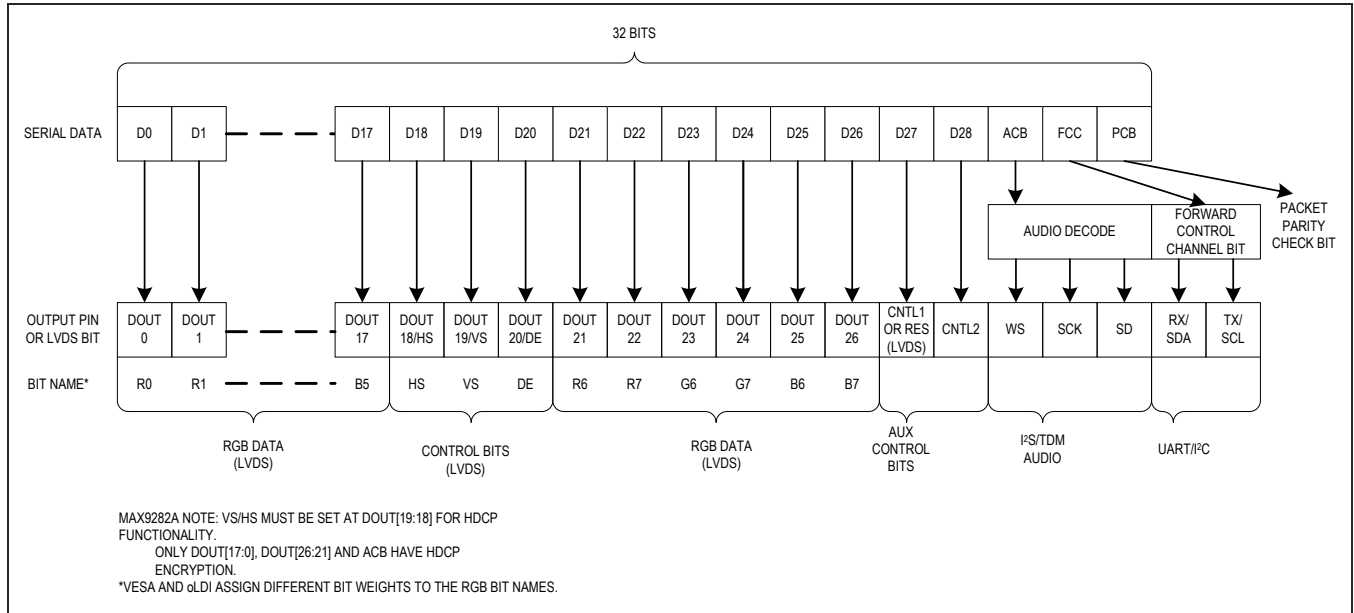 32 BITS
SERIAL DATA D0 D1 D17 D18 D19 D20 D21 D22 D23 D24 D25 D26 D27 D28 ACB FCC PCB
AUDIO DECODE
FORWARD
CONTROL
CHANNEL BIT
PACKET
PARITY
CHECK BIT
OUTPUT PIN
OR LVDS BIT
DOUT
0
DOUT
1
DOUT
17
DOUT
18/HS
DOUT
19/VS
DOUT
20/DE
DOUT
21
DOUT
22
DOUT
23
DOUT
24
DOUT
25
DOUT
26
CNTL1
OR RES
(LVDS)
CNTL2
WS
SCK
SD
RX/
SDA
TX/
SCL
BIT NAME* R0 R1 B5 HS VS DE R6 R7 G6 G7 B6 B7
RGB DATA
(LVDS)
CONTROL BITS
(LVDS)
RGB DATA
(LVDS)
AUX
CONTROL
BITS
I²S/TDM
AUDIO
UART/I²C
MAX9282A NOTE: VS/HS MUST BE SET AT DOUT[19:18] FOR HDCP
FUNCTIONALITY.
ONLY DOUT[17:0], DOUT[26:21] AND ACB HAVE HDCP
ENCRYPTION.
*VESA AND oLDI ASSIGN DIFFERENT BIT WEIGHTS TO THE RGB BIT NAMES.